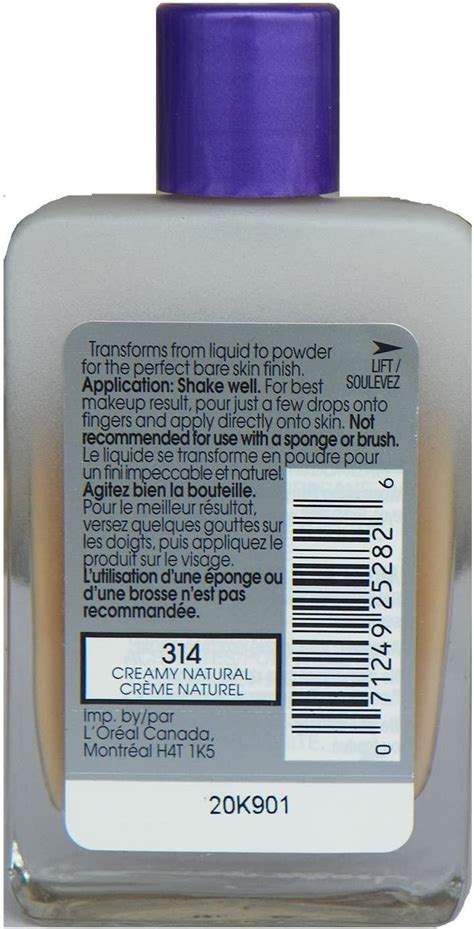 Transforms from liquid to powder
for the perfect bare skin finish.
Application: Shake well. For best
makeup result, pour just a few drops onto
fingers and apply directly onto skin. Not
recommended for use with a sponge or brush.
Le liquide se transforme en poudre pour
un fini impeccable et naturel.
Agitez bien la bouteille.
Pour le meilleur résultat,
versez quelques gouttes sur
les doigts, puis appliquez le
produit sur le visage.
L'utilisation d'une éponge ou
d'une brosse n'est pas
recommandée.
LIFT /
SOULEVEZ
314
CREAMY NATURAL
CRÈME NATUREL
Imp. by/par
L'Oréal Canada,
Montréal H4T 1K5
0 71249 25282 6
20K901